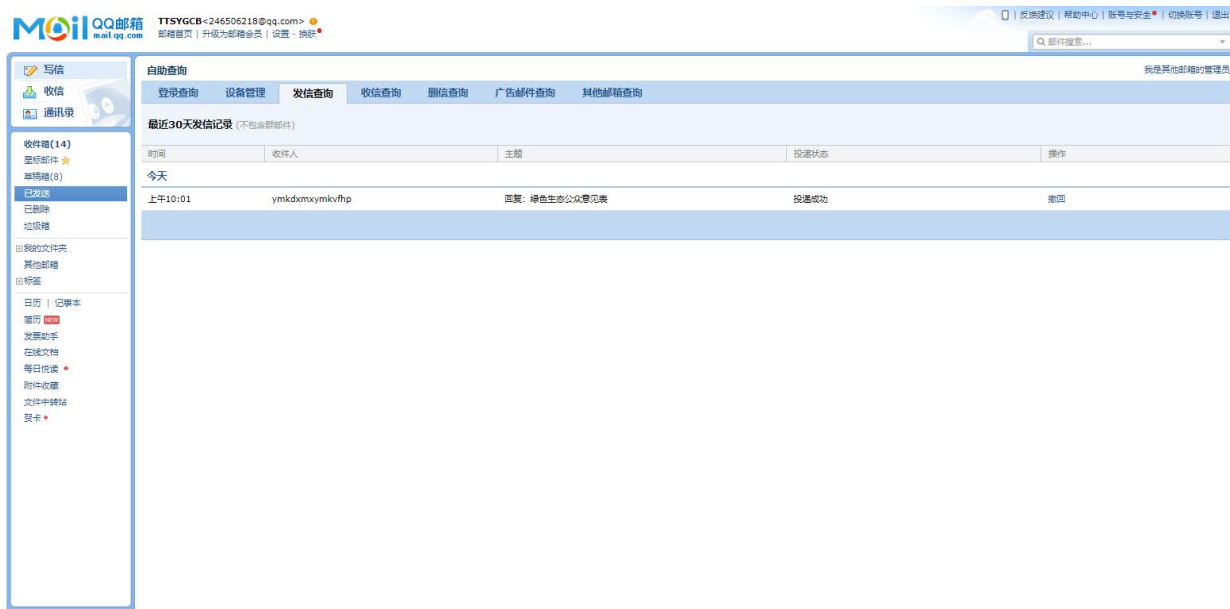 Mail QQ邮箱 mail.qq.com
TTSYGCB<246506218@qq.com>
邮箱首页 | 升级为邮箱会员 | 设置 - 换肤
| 反馈建议 | 帮助中心 | 账号与安全 | 切换账号 | 退出
邮件搜索...
写信
收信
通讯录
收件箱(14)
星标邮件
草稿箱(8)
已发送
已删除
垃圾箱
我的文件夹
其他邮箱
标签
日历 | 记事本
简历 NEW
发票助手
在线文档
每日悦读
附件收藏
文件中转站
贺卡
自助查询
我是其他邮箱的管理员
登录查询 设备管理 发信查询 收信查询 删信查询 广告邮件查询 其他邮箱查询
最近30天发信记录 (不包含群邮件)
时间 收件人 主题 投递状态 操作
今天
上午10:01 ymkdxmxymkvfhp 回复: 绿色生态公众意见表 投递成功 撤回